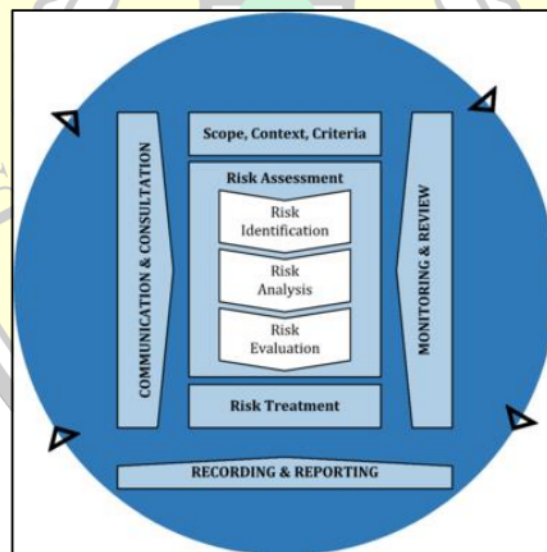 Scope, Context, Criteria
Risk Assessment
Risk
Identification
Risk
Analysis
Risk
Evaluation
Risk Treatment
COMMUNICATION & CONSULTATION
MONITORING & REVIEW
RECORDING & REPORTING